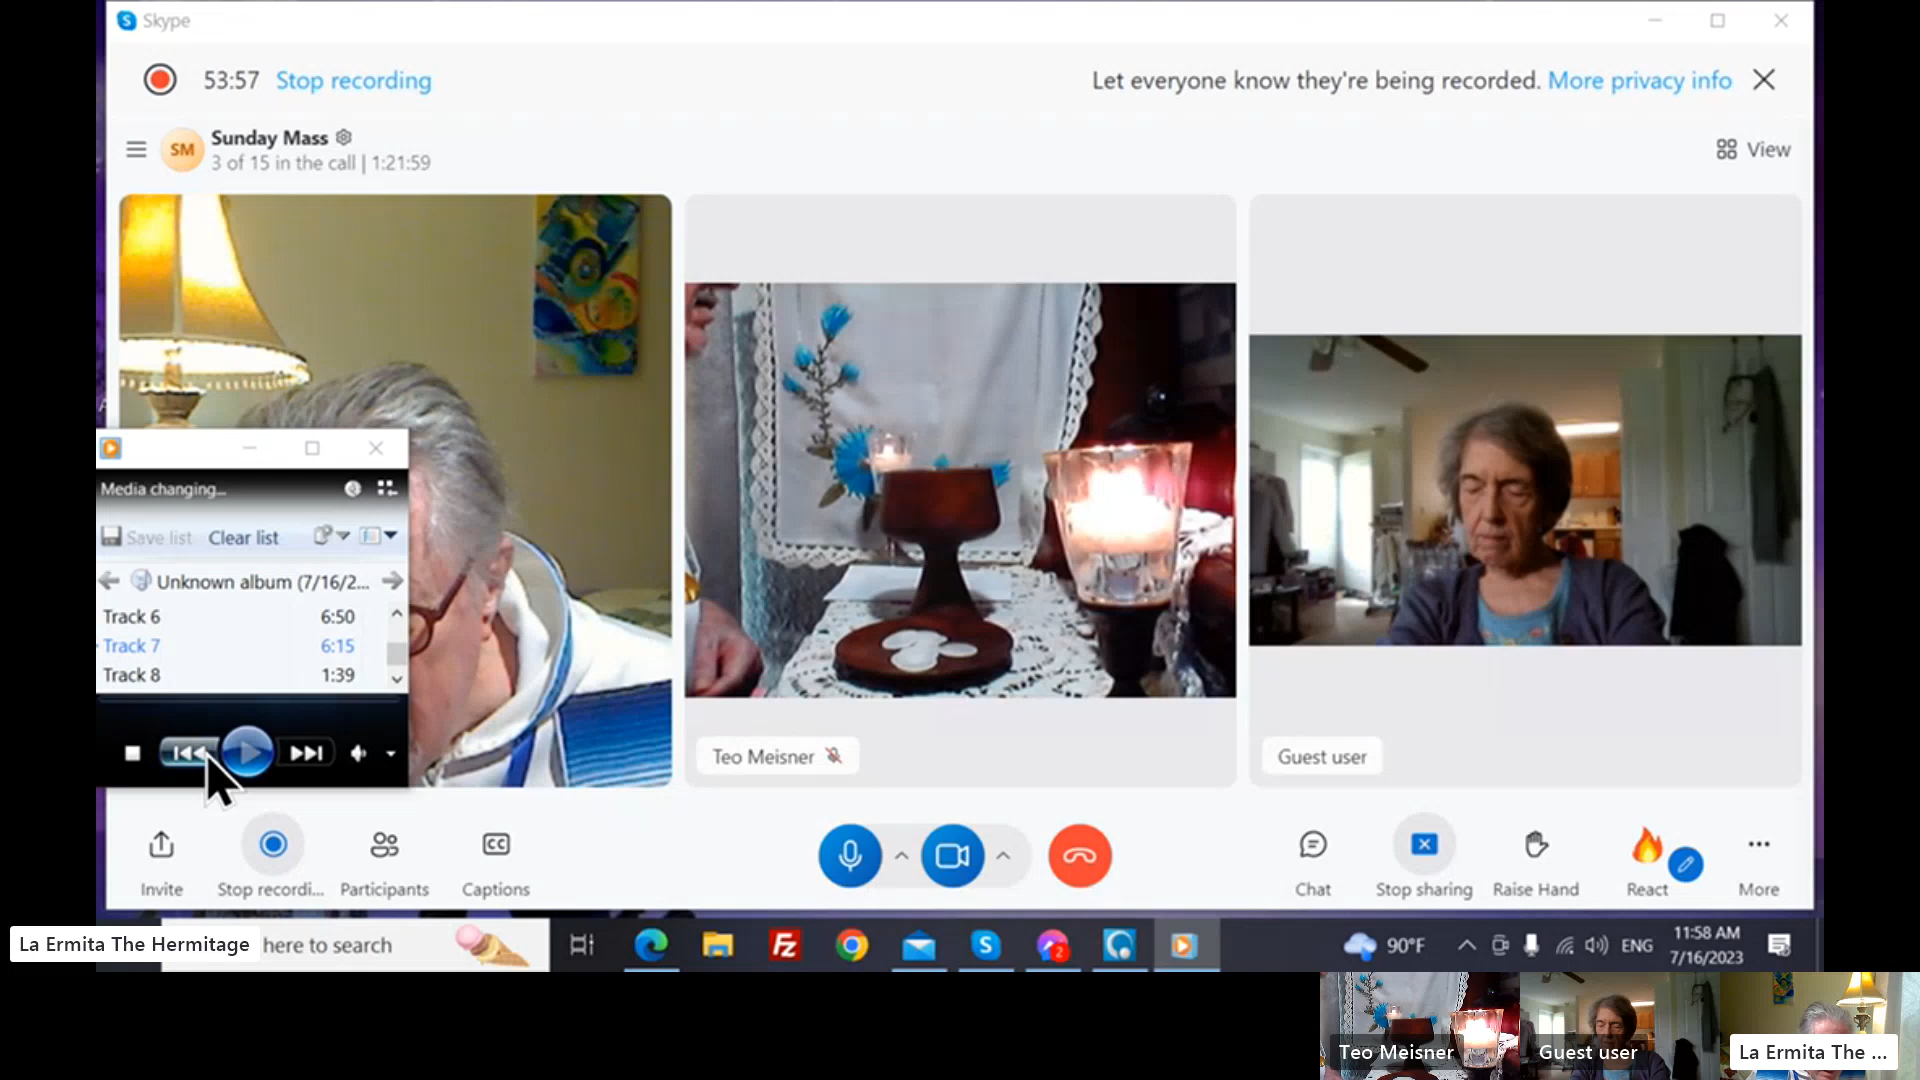 Skype
53:57 Stop recording
Let everyone know they're being recorded. More privacy info
SM
Sunday Mass
3 of 15 in the call | 1:21:59
View
Media changing...
Save list Clear list
Unknown album (7/16/2...
Track 6 6:50
Track 7 6:15
Track 8 1:39
Teo Meisner
Guest user
Invite
Stop recordi...
Participants
CC
Captions
Chat
Stop sharing
Raise Hand
React
More
La Ermita The Hermitage
here to search
Fz
S
2
90°F
ENG
11:58 AM
7/16/2023
Teo Meisner
Guest user
La Ermita The ...